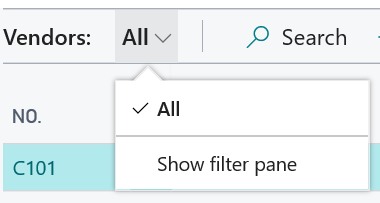 Vendors: All Search
All
NO.
Show filter pane
C101